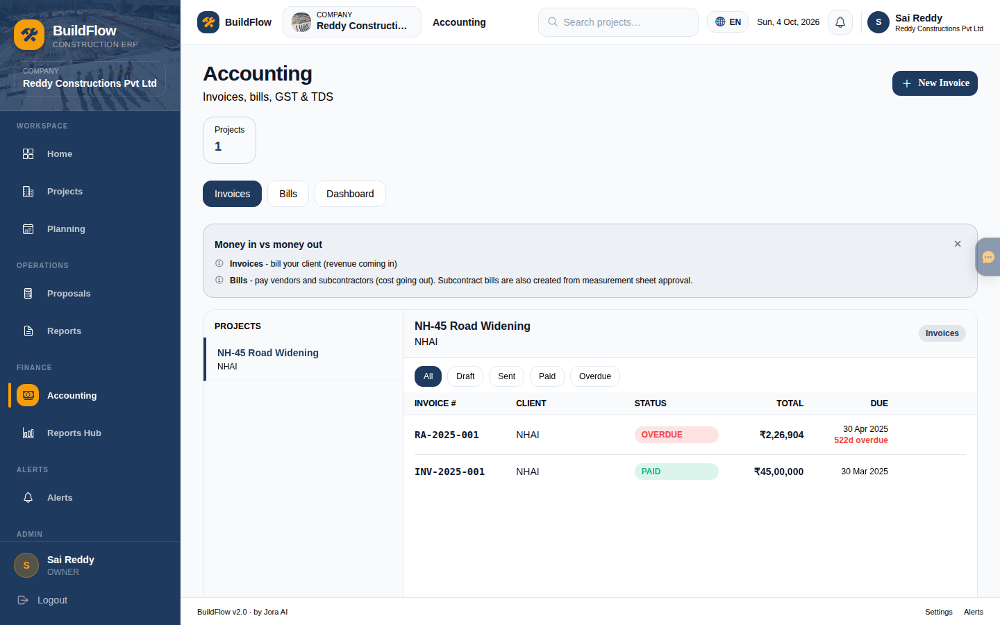 BuildFlow
CONSTRUCTION ERP
COMPANY
Reddy Constructions Pvt Ltd
WORKSPACE
Home
Projects
Planning
OPERATIONS
Proposals
Reports
FINANCE
Accounting
Reports Hub
ALERTS
Alerts
ADMIN
S
Sai Reddy
OWNER
Logout
BuildFlow
COMPANY
Reddy Constructi…
Accounting
Search projects…
EN
Sun, 4 Oct, 2026
S
Sai Reddy
Reddy Constructions Pvt Ltd
Accounting
Invoices, bills, GST & TDS
New Invoice
Projects
1
Invoices
Bills
Dashboard
Money in vs money out
Invoices - bill your client (revenue coming in)
Bills - pay vendors and subcontractors (cost going out). Subcontract bills are also created from measurement sheet approval.
PROJECTS
NH-45 Road Widening
NHAI
NH-45 Road Widening
NHAI
Invoices
All Draft Sent Paid Overdue
INVOICE # CLIENT STATUS TOTAL DUE
RA-2025-001 NHAI OVERDUE ₹2,26,904 30 Apr 2025
522d overdue
INV-2025-001 NHAI PAID ₹45,00,000 30 Mar 2025
BuildFlow v2.0 · by Jora AI
Settings Alerts